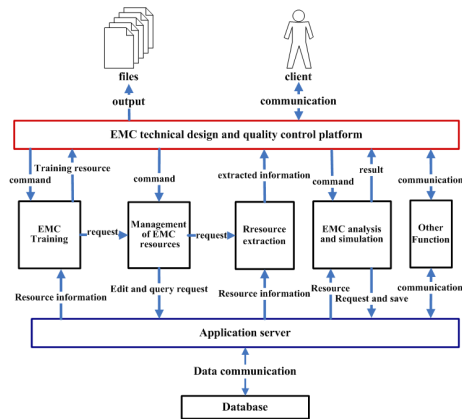 files
client
output
communication
EMC technical design and quality control platform
Training resource
command
command
extracted information
command
result
communication
EMC
Training
request
Management
of EMC
resources
request
Rresource
extraction
EMC analysis
and simulation
Other
Function
Resource information
Edit and query request
Resource information
Resource
Request and save
communication
Application server
Data communication
Database